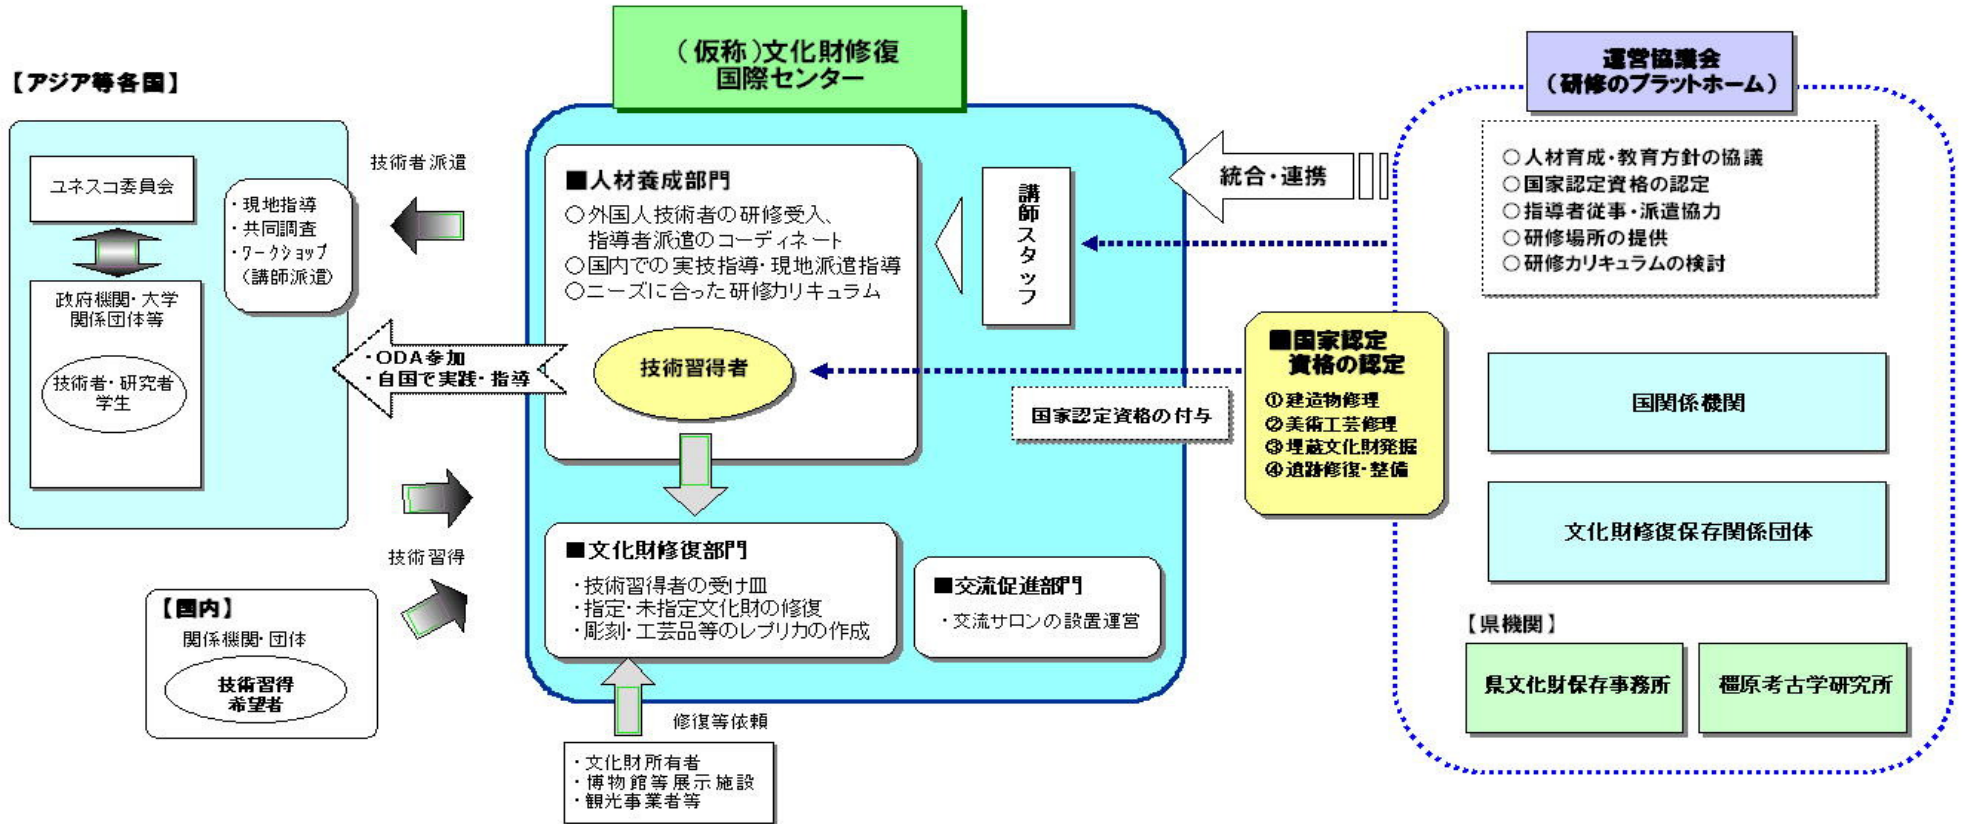 【アジア等各国】
ユネスコ委員会
・現地指導
・共同調査
・ワークショップ
（講師派遣）
政府機関・大学
関係団体等
技術者・研究者
学生
技術者派遣
・ODA参加
・自国で実践・指導
技術習得
【国内】
関係機関・団体
技術習得
希望者
（仮称）文化財修復
国際センター
■人材養成部門
○外国人技術者の研修受入、
指導者派遣のコーディネート
○国内での実技指導・現地派遣指導
○ニーズに合った研修カリキュラム
技術習得者
講師スタッフ
■文化財修復部門
・技術習得者の受け皿
・指定・未指定文化財の修復
・彫刻・工芸品等のレプリカの作成
■交流促進部門
・交流サロンの設置運営
修復等依頼
・文化財所有者
・博物館等展示施設
・観光事業者等
統合・連携
国家認定資格の付与
■国家認定
資格の認定
①建造物修理
②美術工芸修理
③埋蔵文化財発掘
④遺跡修復・整備
運営協議会
（研修のプラットホーム）
○人材育成・教育方針の協議
○国家認定資格の認定
○指導者従事・派遣協力
○研修場所の提供
○研修カリキュラムの検討
国関係機関
文化財修復保存関係団体
【県機関】
県文化財保存事務所
橿原考古学研究所